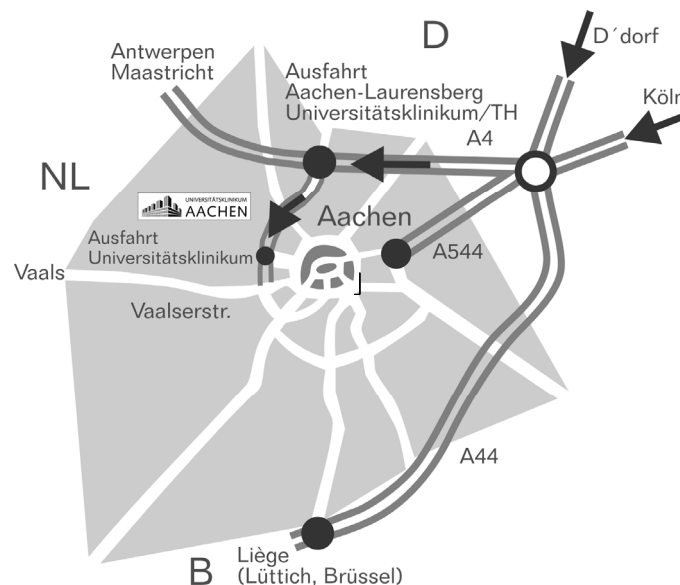 D
D´dorf
Antwerpen
Maastricht
Ausfahrt
Aachen-Laurensberg
Universitätsklinikum/TH
A4
Köln
NL
UNIVERSITÄTSKLINIKUM
AACHEN
Aachen
Ausfahrt
Universitätsklinikum
A544
Vaals
Vaalserstr.
A44
B
Liège
(Lüttich, Brüssel)